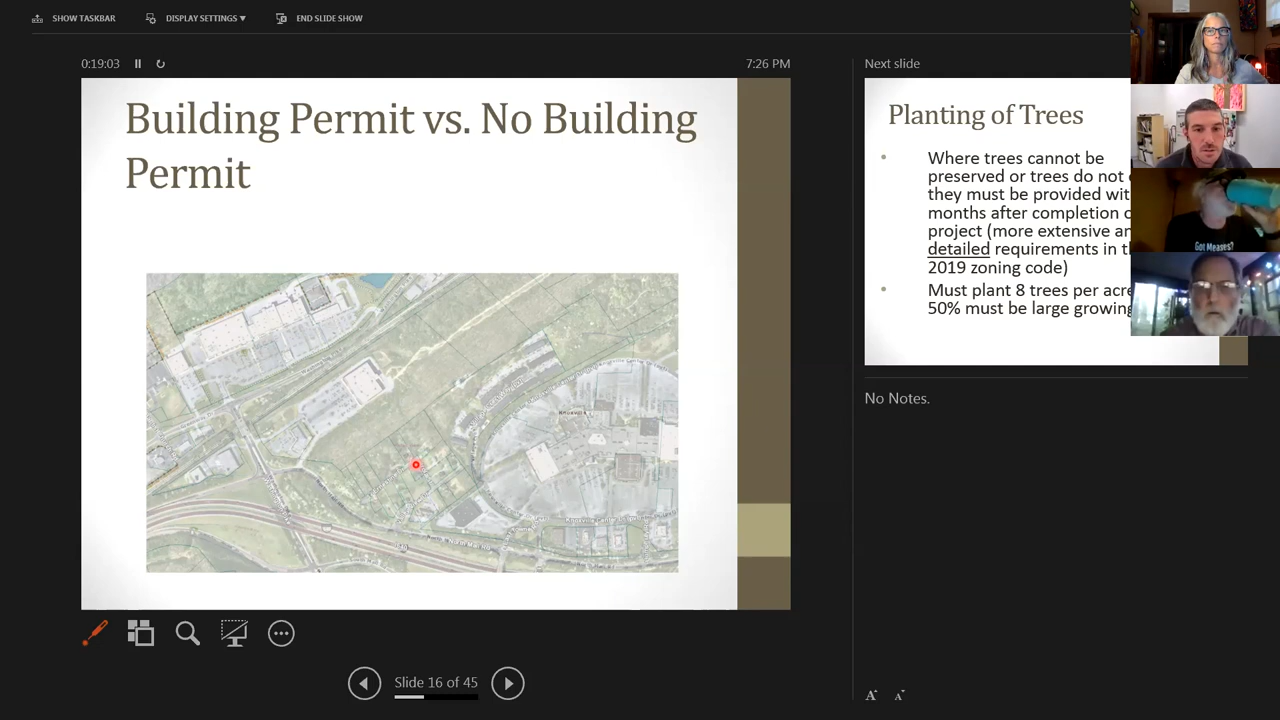 SHOW TASKBAR
DISPLAY SETTINGS ▼
END SLIDE SHOW
0:19:03
7:26 PM
Building Permit vs. No Building
Permit
Knoxville
Slide 16 of 45
Next slide
Planting of Trees
• Where trees cannot be
preserved or trees do not
they must be provided
months after completion
project (more extensive
detailed requirements in
2019 zoning code)
• Must plant 8 trees per
50% must be large growing
No Notes.
A
A
Got Measles?